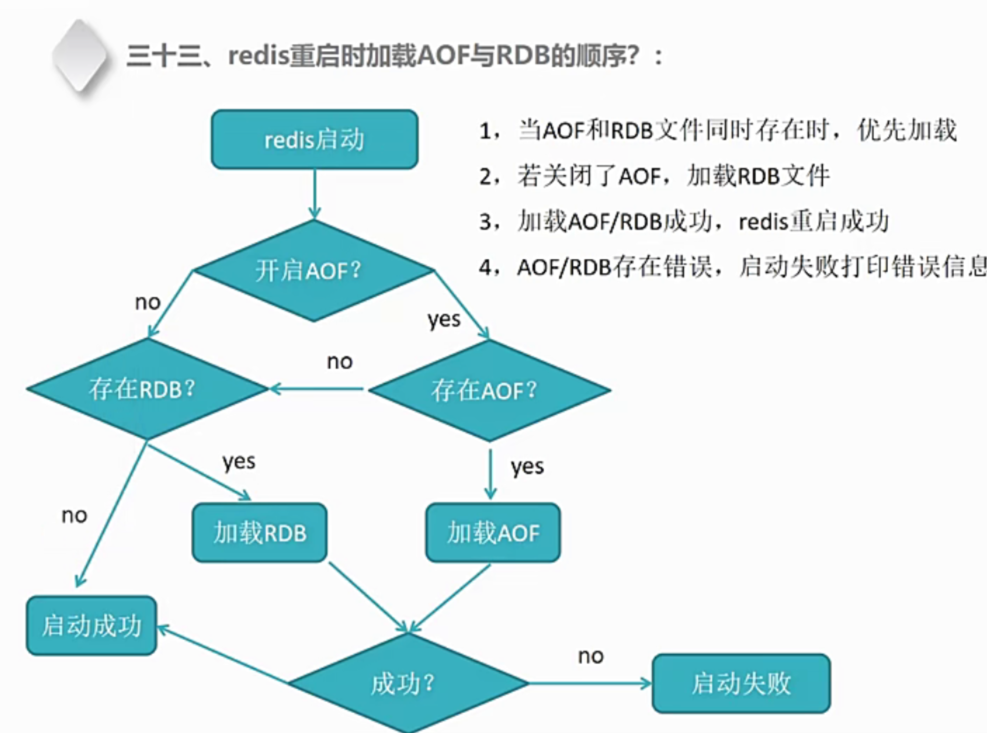 三十三、redis重启时加载AOF与RDB的顺序？：
redis启动
1，当AOF和RDB文件同时存在时，优先加载
2，若关闭了AOF，加载RDB文件
3，加载AOF/RDB成功，redis重启成功
4，AOF/RDB存在错误，启动失败打印错误信息
开启AOF？
no
yes
存在RDB？
no
存在AOF？
yes
yes
no
加载RDB
加载AOF
启动成功
成功？
no
启动失败